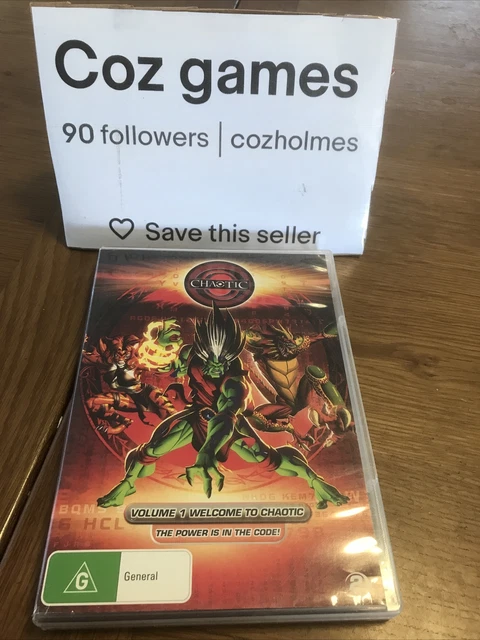 Coz games
90 followers | cozholmes
♡ Save this seller
CHAOTIC
VOLUME 1 WELCOME TO CHAOTIC
THE POWER IS IN THE CODE!
G
General